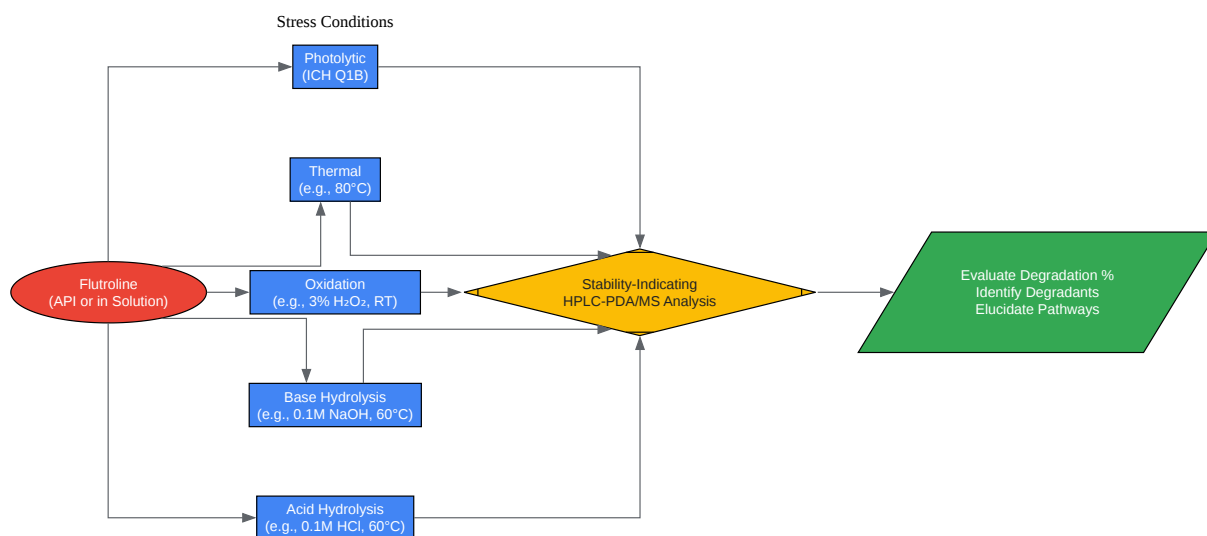 Stress Conditions
Photolytic
(ICH Q1B)
Thermal
(e.g., 80°C)
Flutroline
(API or in Solution)
Oxidation
(e.g., 3% H₂O₂, RT)
Stability-Indicating
HPLC-PDA/MS Analysis
Evaluate Degradation %
Identify Degradants
Elucidate Pathways
Base Hydrolysis
(e.g., 0.1M NaOH, 60°C)
Acid Hydrolysis
(e.g., 0.1M HCl, 60°C)